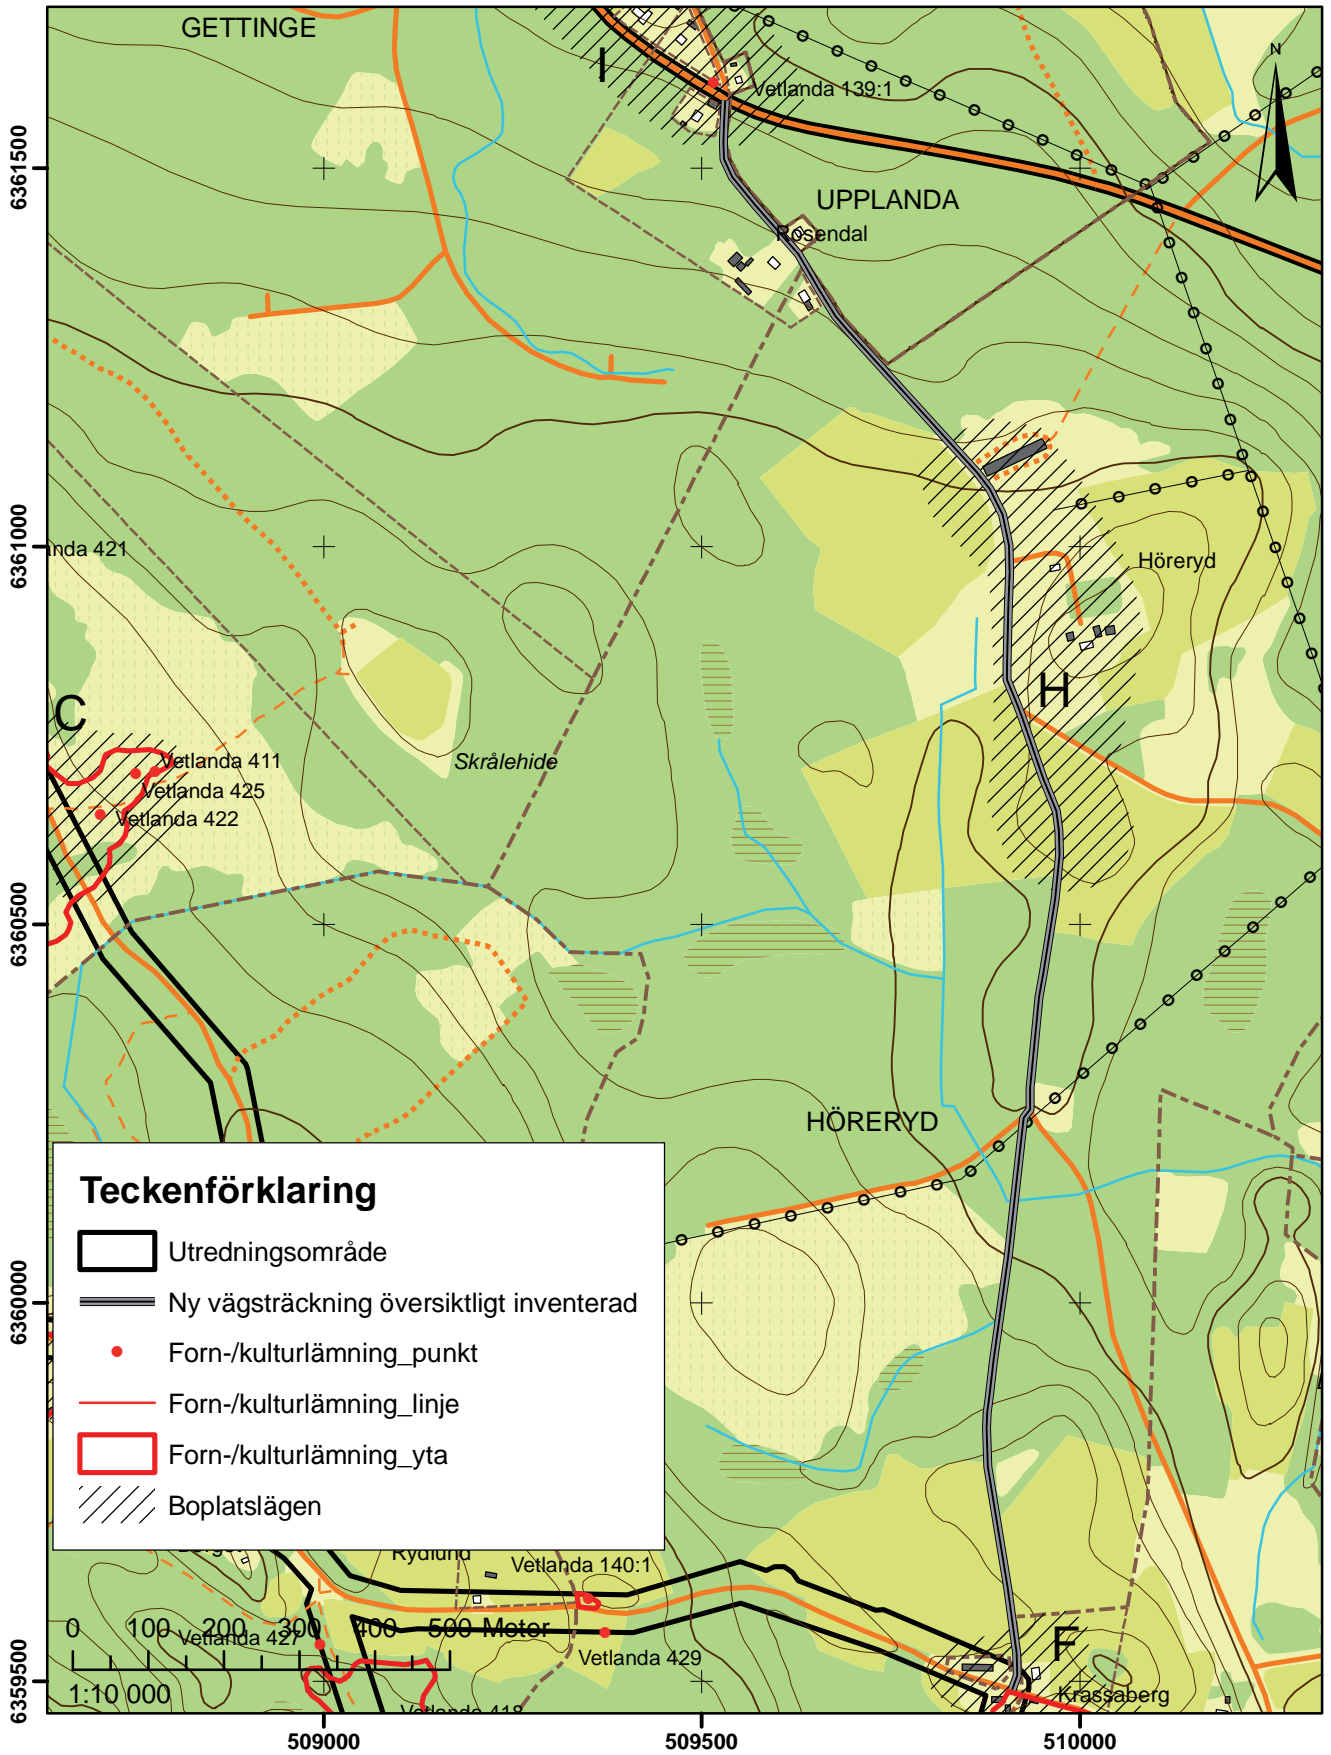 GETTINGE
I
N
Vetlanda 139:1
UPPLANDA
Rosendal
6361500
6361000
6360500
6360000
6359500
nda 421
Höreryd
H
C
Skrålehide
Vetlanda 411
Vetlanda 425
Vetlanda 422
HÖRERYD
Teckenförklaring
Utredningsområde
Ny vägsträckning översiktligt inventerad
Forn-/kulturlämning_punkt
Forn-/kulturlämning_linje
Forn-/kulturlämning_yta
Boplatslägen
Rydlund
Vetlanda 140:1
0 100 200 300 400 500 Meter
Vetlanda 427
Vetlanda 429
F
Krassaberg
1:10 000
Vetlanda 418
509000
509500
510000